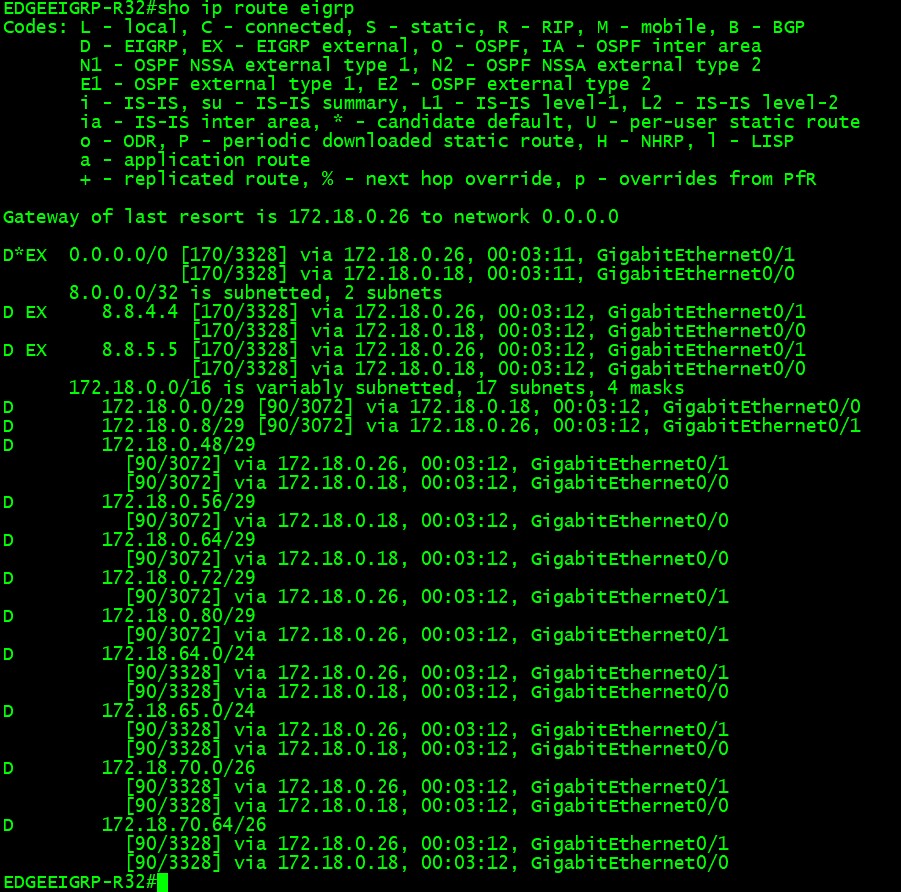 EDGEEIGRP-R32#sho ip route eigrp
Codes: L - local, C - connected, S - static, R - RIP, M - mobile, B - BGP
D - EIGRP, EX - EIGRP external, O - OSPF, IA - OSPF inter area
N1 - OSPF NSSA external type 1, N2 - OSPF NSSA external type 2
E1 - OSPF external type 1, E2 - OSPF external type 2
i - IS-IS, su - IS-IS summary, L1 - IS-IS level-1, L2 - IS-IS level-2
ia - IS-IS inter area, * - candidate default, U - per-user static route
o - ODR, P - periodic downloaded static route, H - NHRP, l - LISP
a - application route
+ - replicated route, % - next hop override, p - overrides from PfR
Gateway of last resort is 172.18.0.26 to network 0.0.0.0
D*EX  0.0.0.0/0 [170/3328] via 172.18.0.26, 00:03:11, GigabitEthernet0/1
[170/3328] via 172.18.0.18, 00:03:11, GigabitEthernet0/0
8.0.0.0/32 is subnetted, 2 subnets
D EX     8.8.4.4 [170/3328] via 172.18.0.26, 00:03:12, GigabitEthernet0/1
[170/3328] via 172.18.0.18, 00:03:12, GigabitEthernet0/0
D EX     8.8.5.5 [170/3328] via 172.18.0.26, 00:03:12, GigabitEthernet0/1
[170/3328] via 172.18.0.18, 00:03:12, GigabitEthernet0/0
172.18.0.0/16 is variably subnetted, 17 subnets, 4 masks
D        172.18.0.0/29 [90/3072] via 172.18.0.18, 00:03:12, GigabitEthernet0/0
D        172.18.0.8/29 [90/3072] via 172.18.0.26, 00:03:12, GigabitEthernet0/1
D        172.18.0.48/29
[90/3072] via 172.18.0.26, 00:03:12, GigabitEthernet0/1
[90/3072] via 172.18.0.18, 00:03:12, GigabitEthernet0/0
D        172.18.0.56/29
[90/3072] via 172.18.0.18, 00:03:12, GigabitEthernet0/0
D        172.18.0.64/29
[90/3072] via 172.18.0.18, 00:03:12, GigabitEthernet0/0
D        172.18.0.72/29
[90/3072] via 172.18.0.26, 00:03:12, GigabitEthernet0/1
D        172.18.0.80/29
[90/3072] via 172.18.0.26, 00:03:12, GigabitEthernet0/1
D        172.18.64.0/24
[90/3328] via 172.18.0.26, 00:03:12, GigabitEthernet0/1
[90/3328] via 172.18.0.18, 00:03:12, GigabitEthernet0/0
D        172.18.65.0/24
[90/3328] via 172.18.0.26, 00:03:12, GigabitEthernet0/1
[90/3328] via 172.18.0.18, 00:03:12, GigabitEthernet0/0
D        172.18.70.0/26
[90/3328] via 172.18.0.26, 00:03:12, GigabitEthernet0/1
[90/3328] via 172.18.0.18, 00:03:12, GigabitEthernet0/0
D        172.18.70.64/26
[90/3328] via 172.18.0.26, 00:03:12, GigabitEthernet0/1
[90/3328] via 172.18.0.18, 00:03:12, GigabitEthernet0/0
EDGEEIGRP-R32#